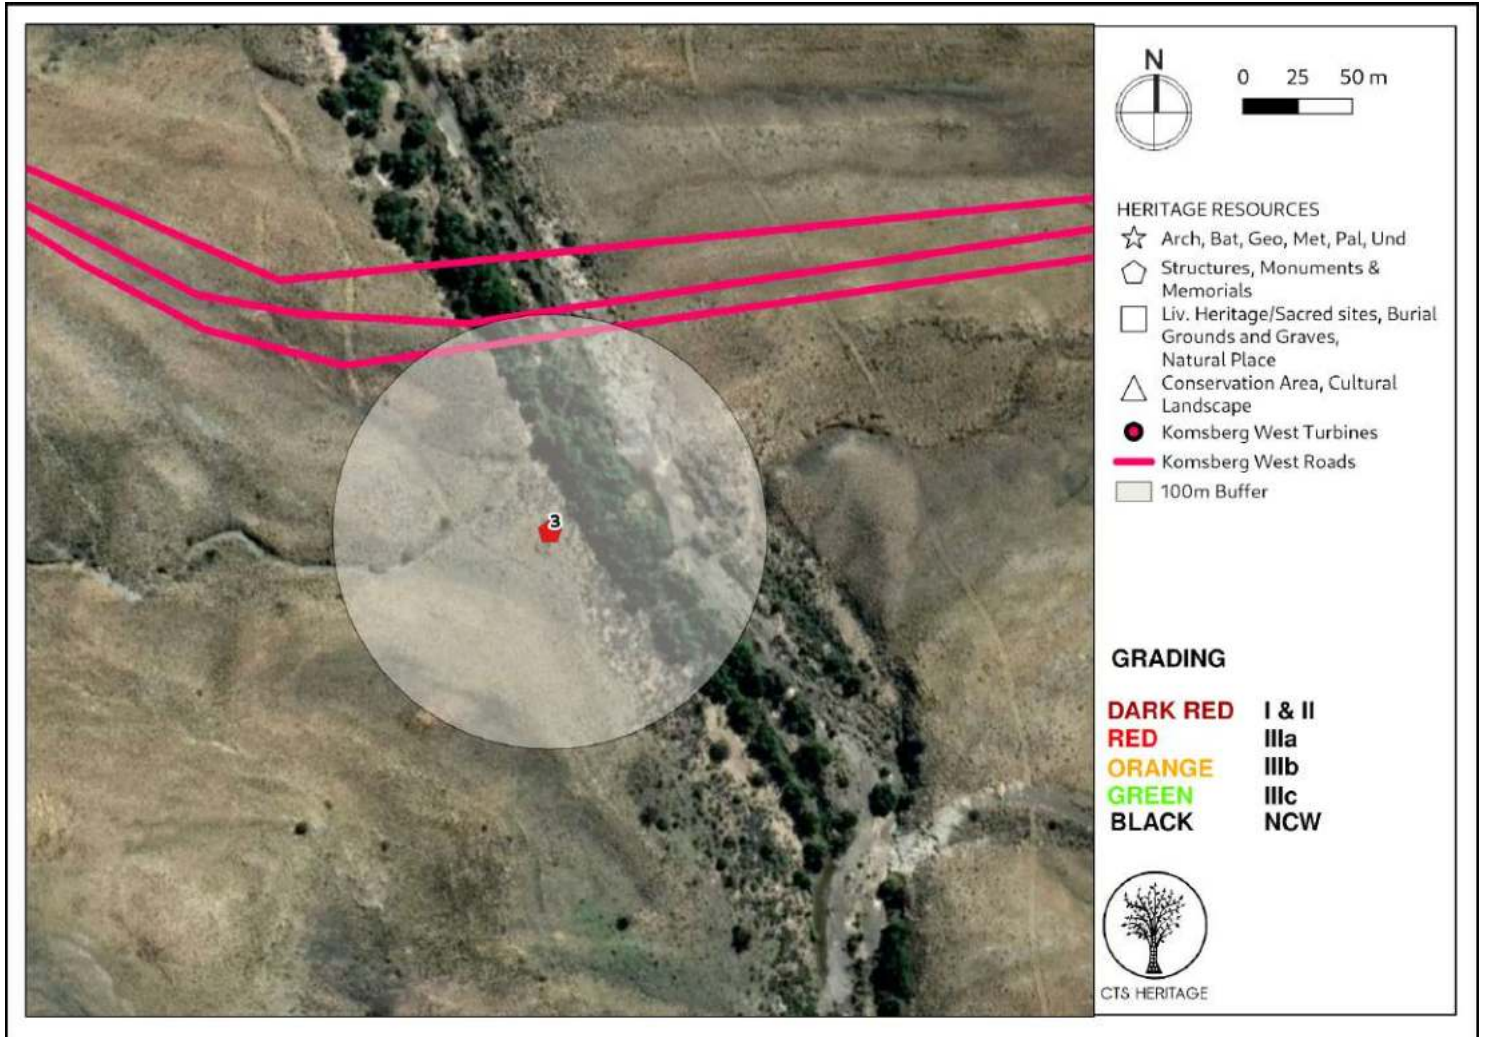 N
0 25 50 m
HERITAGE RESOURCES
Arch, Bat, Geo, Met, Pal, Und
Structures, Monuments &
Memorials
Liv. Heritage/Sacred sites, Burial
Grounds and Graves,
Natural Place
Conservation Area, Cultural
Landscape
Komsberg West Turbines
Komsberg West Roads
100m Buffer
3
GRADING
DARK RED I & II
RED IIIa
ORANGE IIIb
GREEN IIIc
BLACK NCW
CTS HERITAGE